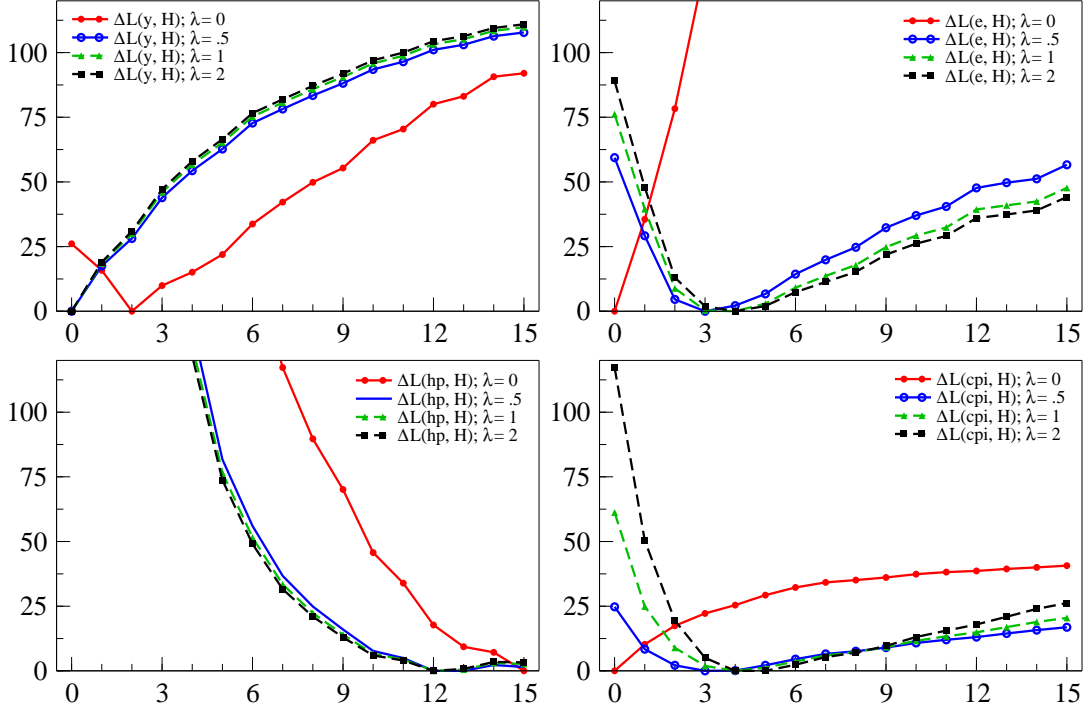 ΔL(y, H); λ= 0
ΔL(y, H); λ= .5
ΔL(y, H); λ= 1
ΔL(y, H); λ= 2
100
75
50
25
0
0 3 6 9 12 15
ΔL(e, H); λ= 0
ΔL(e, H); λ= .5
ΔL(e, H); λ= 1
ΔL(e, H); λ= 2
100
75
50
25
0
0 3 6 9 12 15
ΔL(hp, H); λ= 0
ΔL(hp, H); λ= .5
ΔL(hp, H); λ= 1
ΔL(hp, H); λ= 2
100
75
50
25
0
0 3 6 9 12 15
ΔL(cpi, H); λ= 0
ΔL(cpi, H); λ= .5
ΔL(cpi, H); λ= 1
ΔL(cpi, H); λ= 2
100
75
50
25
0
0 3 6 9 12 15